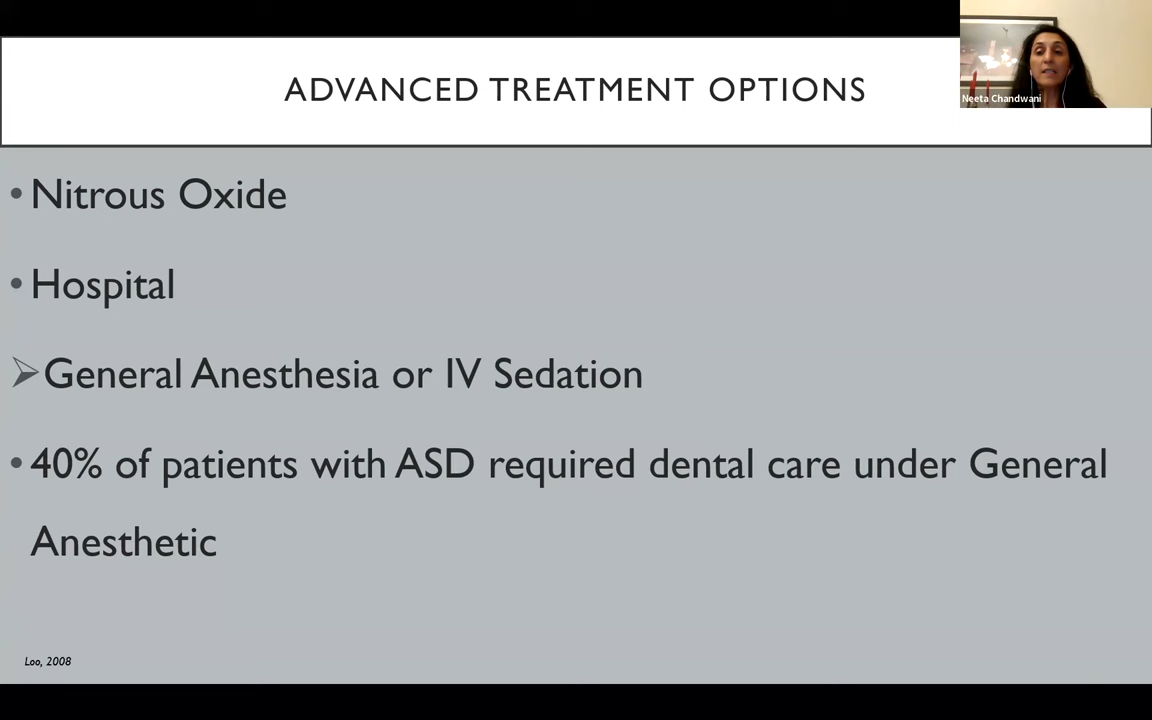 ADVANCED TREATMENT OPTIONS
Neeta Chandwani
• Nitrous Oxide
• Hospital
➢ General Anesthesia or IV Sedation
• 40% of patients with ASD required dental care under General
Anesthetic
Loo, 2008